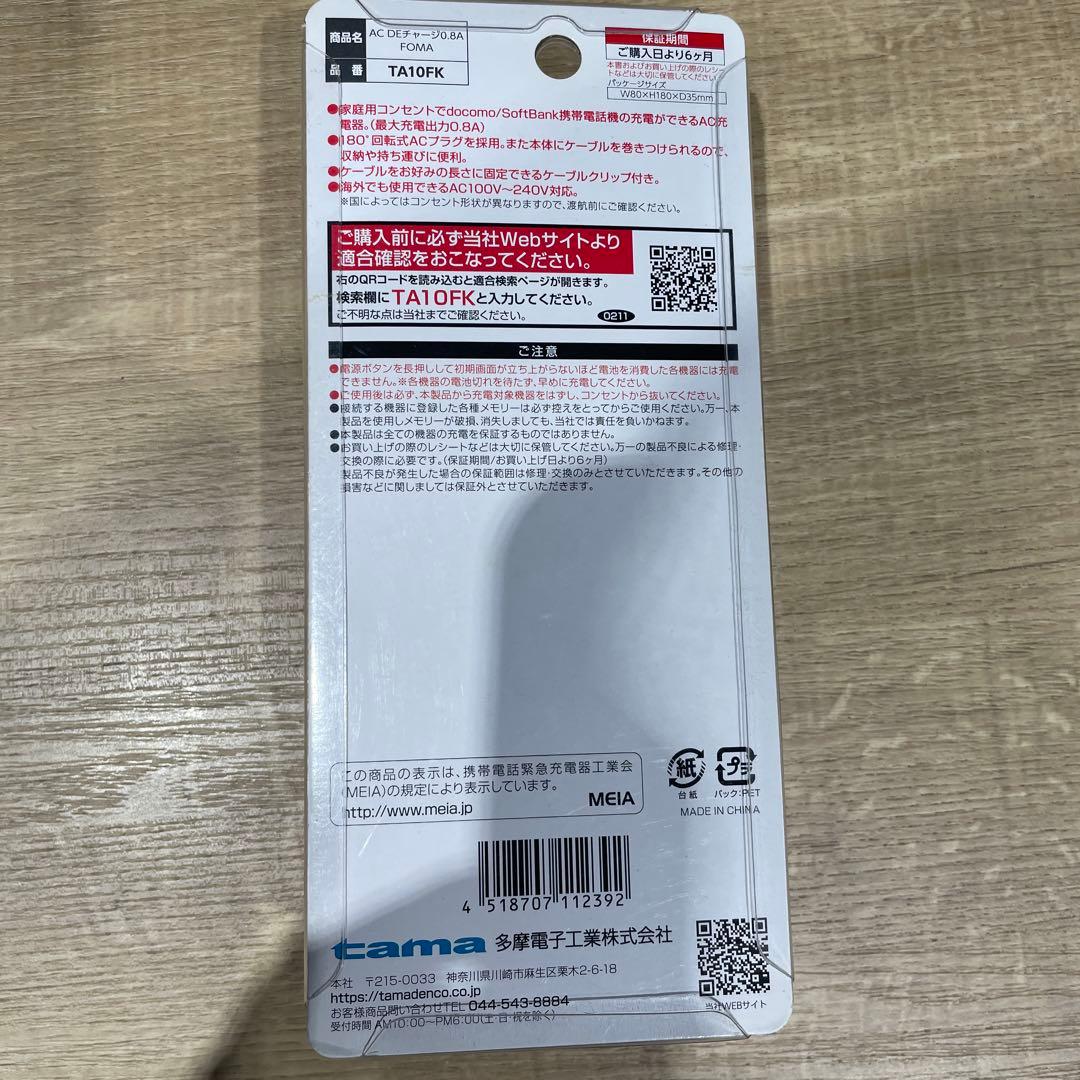 商品名
AC DEチャージ0.8A
FOMA
品 番
TA10FK
保証期間
ご購入日より6ヶ月
本書およびお買い上げの際のレシー
トなどは大切に保管してください。
パッケージサイズ
W80×H180×D35mm
●家庭用コンセントでdocomo/SoftBank携帯電話機の充電ができるAC充
電器。(最大充電出力0.8A)
●180°回転式ACプラグを採用。また本体にケーブルを巻きつけられるので、
収納や持ち運びに便利。
●ケーブルをお好みの長さに固定できるケーブルクリップ付き。
●海外でも使用できるAC100V～240V対応。
※国によってはコンセント形状が異なりますので、渡航前にご確認ください。
ご購入前に必ず当社Webサイトより
適合確認をおこなってください。
右のQRコードを読み込むと適合検索ページが開きます。
検索欄にTA10FKと入力してください。
ご不明な点は当社までご確認ください。
0211
ご注意
●電源ボタンを長押しして初期画面が立ち上がらないほど電池を消費した各機器には充電
できません。※各機器の電池切れを待たず、早めに充電してください。
●ご使用後は必ず、本製品から充電対象機器をはずし、コンセントから抜いてください。
●接続する機器に登録した各種メモリーは必ず控えをとってからご使用ください。万一、本
製品を使用しメモリーが破損、消失しましても、当社では責任を負いかねます。
●本製品は全ての機器の充電を保証するものではありません。
●お買い上げの際のレシートなどは大切に保管してください。万一の製品不良による修理・
交換の際に必要です。(保証期間/お買い上げ日より6ヶ月)
製品不良が発生した場合の保証範囲は修理・交換のみとさせていただきます。その他の
損害などに関しましては保証外とさせていただきます。
この商品の表示は、携帯電話緊急充電器工業会
(MEIA)の規定により表示しています。
http://www.meia.jp
MEIA
紙
台紙
プラ
パック:PET
MADE IN CHINA
4 518707 112392
tama 多摩電子工業株式会社
本社 〒215-0033 神奈川県川崎市麻生区栗木2-6-18
https://tamadenco.co.jp
お客様商品問い合わせTEL 044-543-8884
受付時間 AM10:00～PM6:00(土・日・祝を除く)
当社WEBサイト